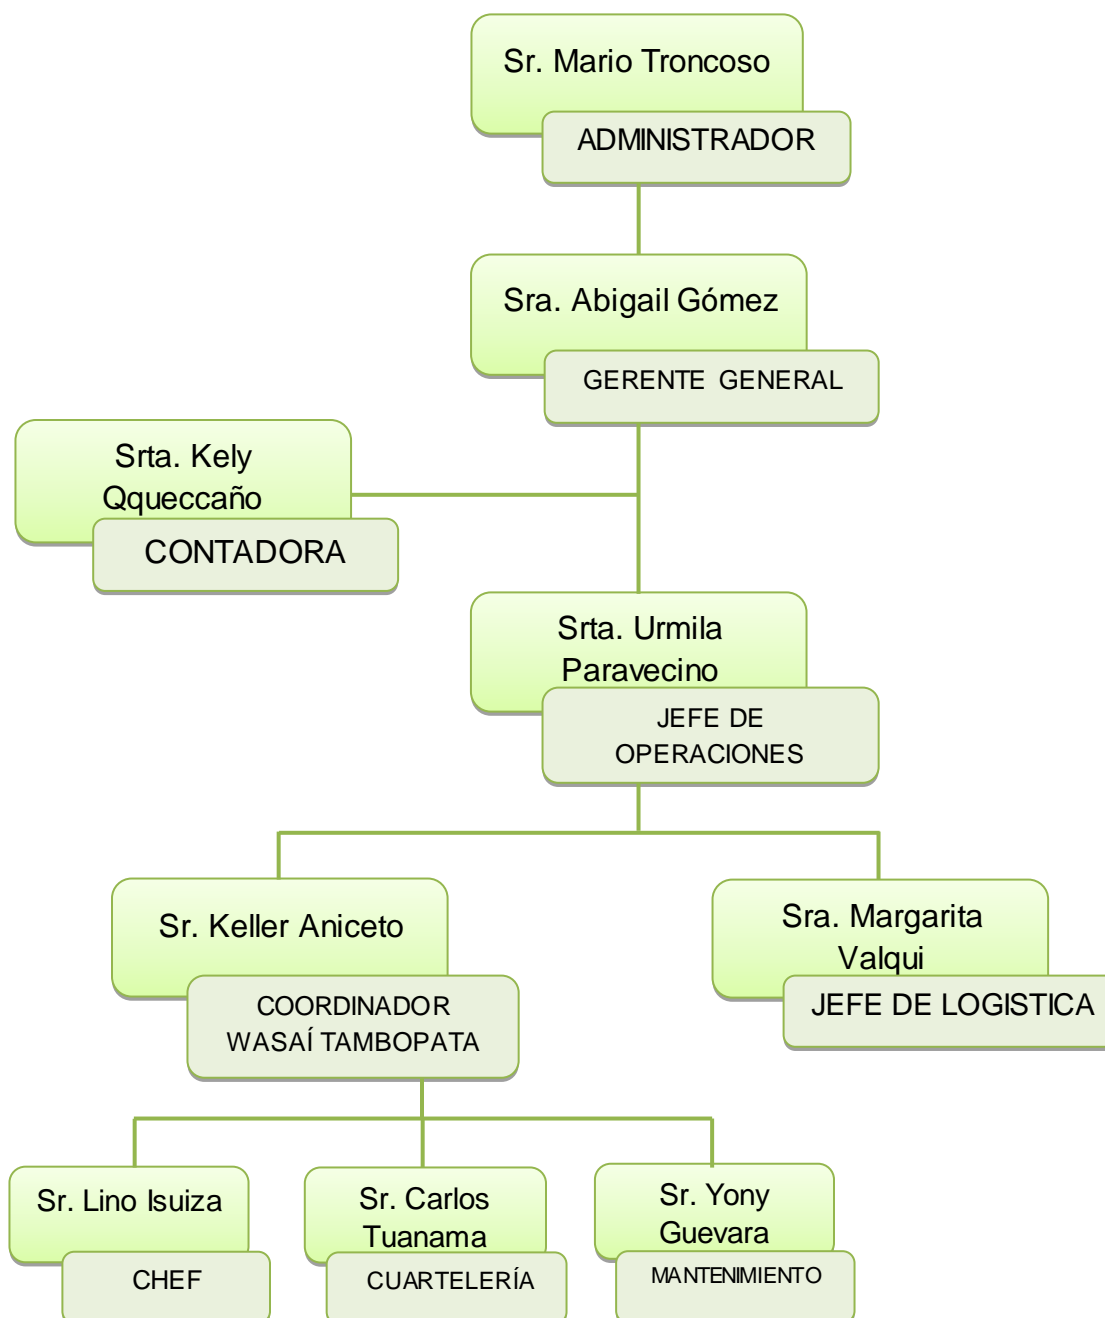 Sr. Mario Troncoso
ADMINISTRADOR
Sra. Abigail Gómez
GERENTE GENERAL
Srta. Kely
Qqueccaño
CONTADORA
Srta. Urmila
Paravecino
JEFE DE
OPERACIONES
Sr. Keller Aniceto
COORDINADOR
WASAÍ TAMBOPATA
Sra. Margarita
Valqui
JEFE DE LOGISTICA
Sr. Lino Isuiza
CHEF
Sr. Carlos
Tuanama
CUARTELERÍA
Sr. Yony
Guevara
MANTENIMIENTO